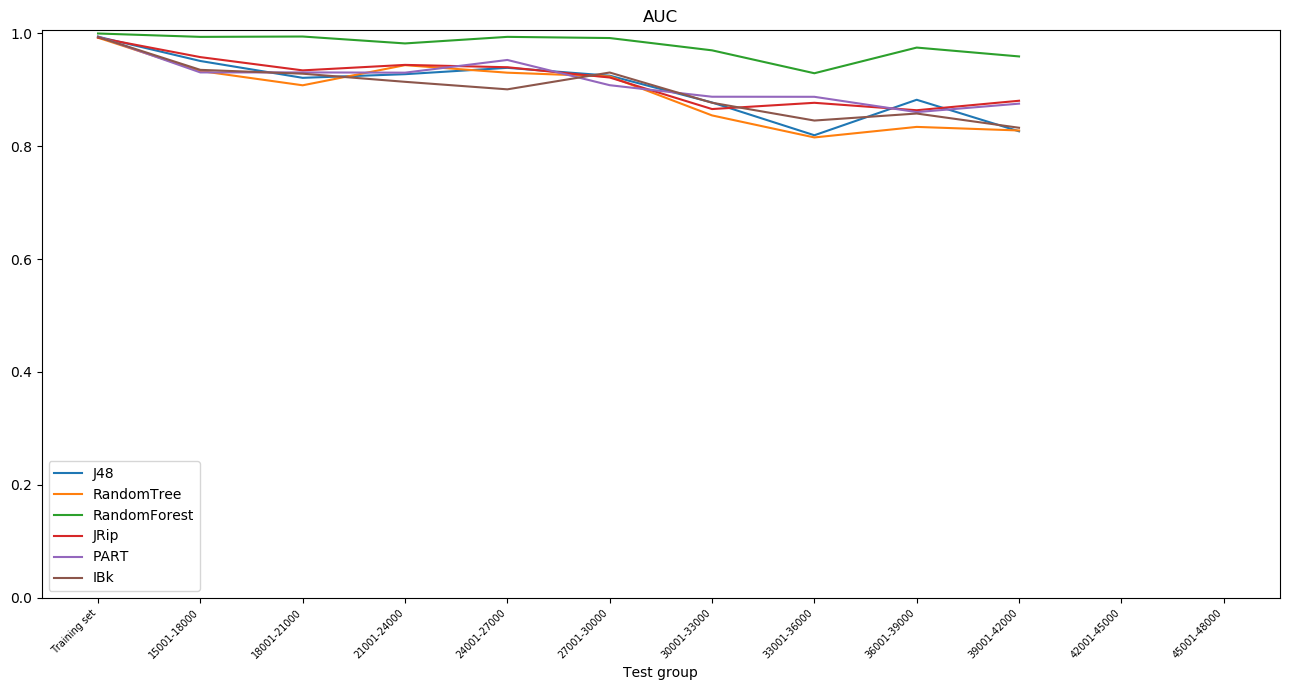 AUC
1.0
0.8
0.6
0.4
0.2
0.0
J48
RandomTree
RandomForest
JRip
PART
IBk
Training set
15001-18000
18001-21000
21001-24000
24001-27000
27001-30000
30001-33000
33001-36000
36001-39000
39001-42000
42001-45000
45001-48000
Test group